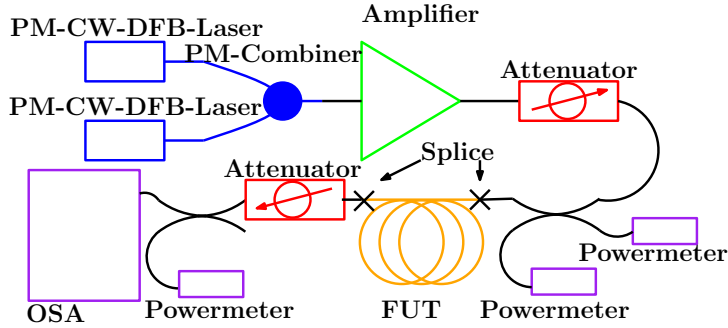 Amplifier
PM-CW-DFB-Laser
PM-Combiner
Attenuator
PM-CW-DFB-Laser
Splice
Attenuator
Powermeter
OSA
Powermeter
FUT
Powermeter